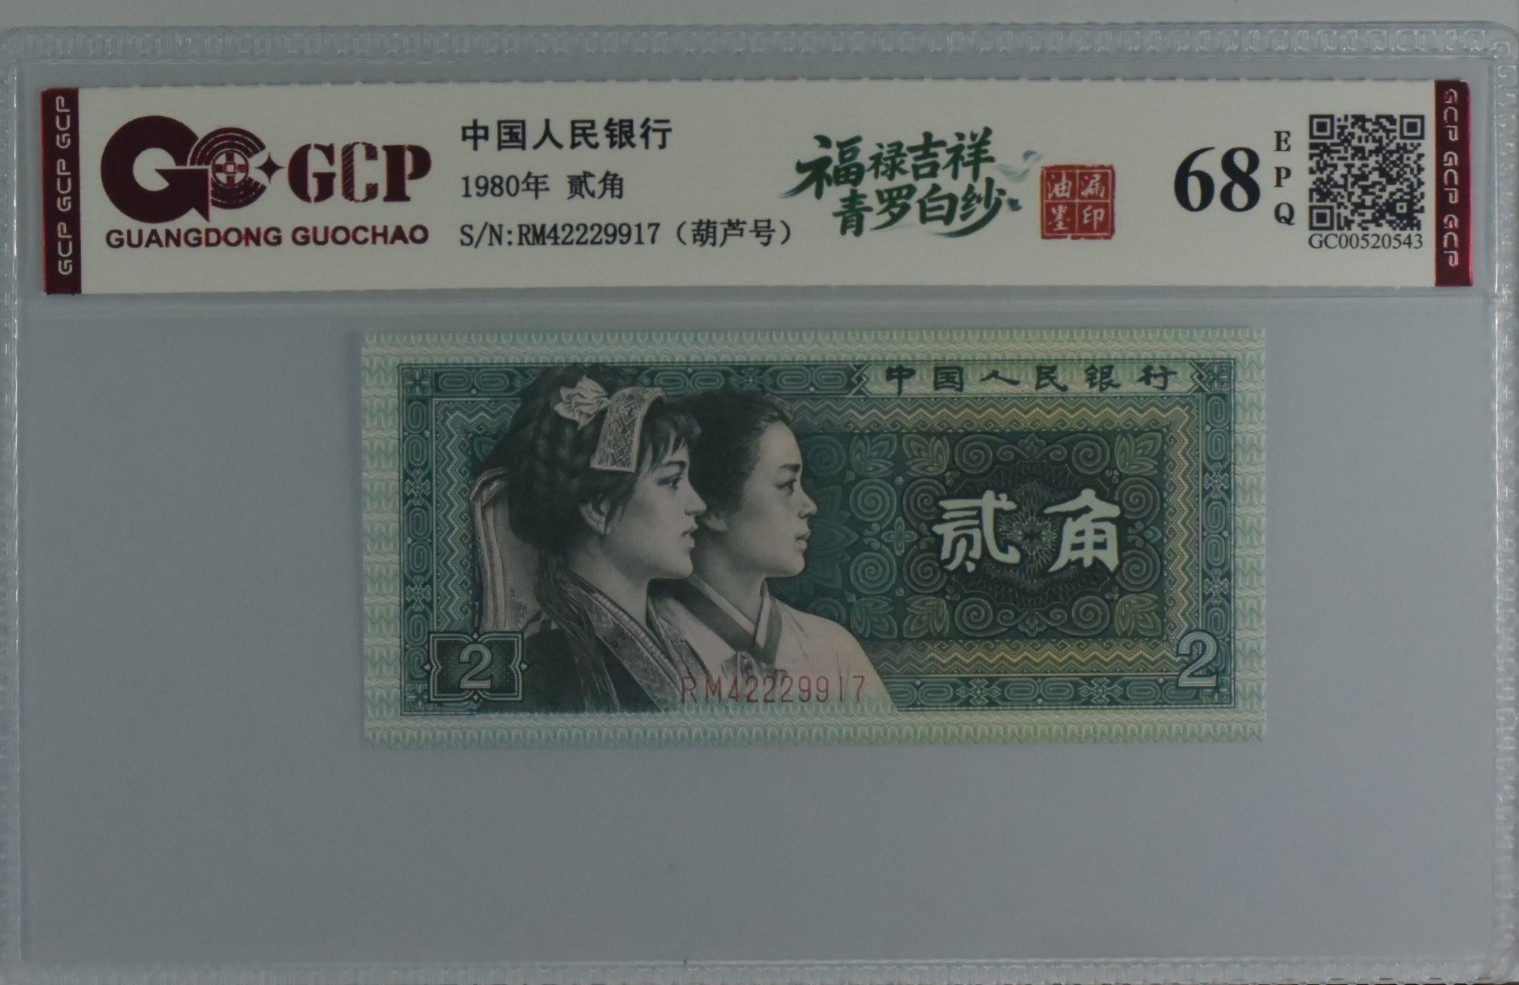 GCP GCP GCP
GCP
GUANGDONG GUOCHAO
中国人民银行
1980年 贰角
S/N:RM42229917（葫芦号）
福禄吉祥
青罗白纱
油墨
漏印
68
EPQ
GC00520543
GCP GCP GCP
中国人民银行
贰角
2
2
RM42229917